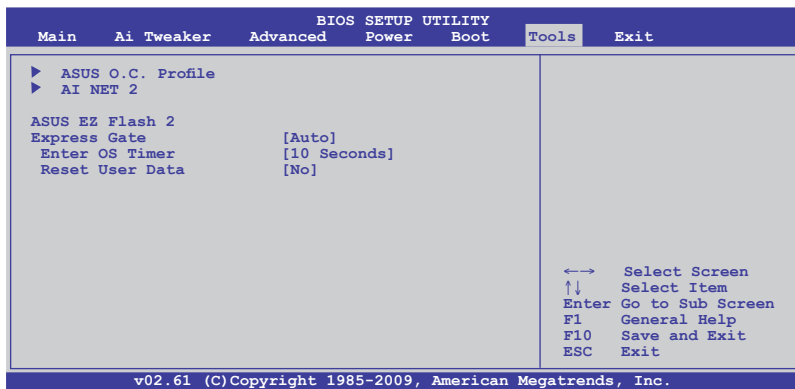 BIOS SETUP UTILITY
Main Ai Tweaker Advanced Power Boot Tools Exit
ASUS O.C. Profile
AI NET 2
ASUS EZ Flash 2
Express Gate [Auto]
Enter OS Timer [10 Seconds]
Reset User Data [No]
←→ Select Screen
↑↓ Select Item
Enter Go to Sub Screen
F1 General Help
F10 Save and Exit
ESC Exit
v02.61 (C)Copyright 1985-2009, American Megatrends, Inc.